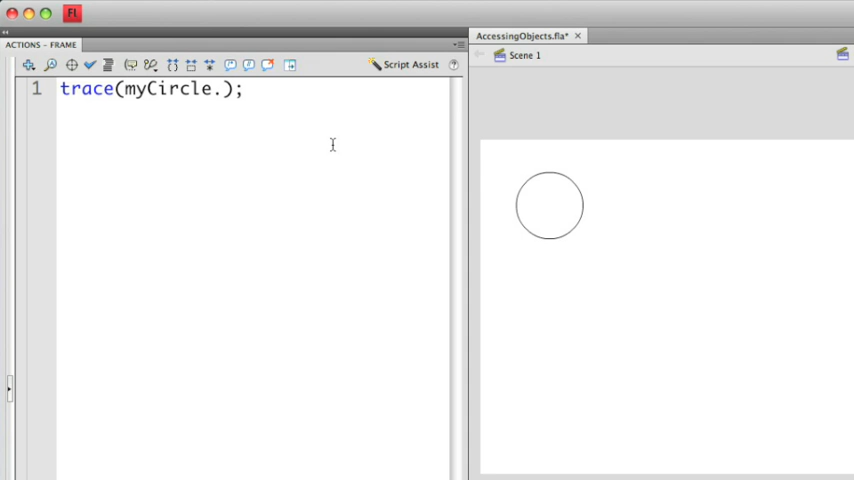 FL
AccessingObjects.fla*
ACTIONS - FRAME
Scene 1
Script Assist
1 trace(myCircle.);